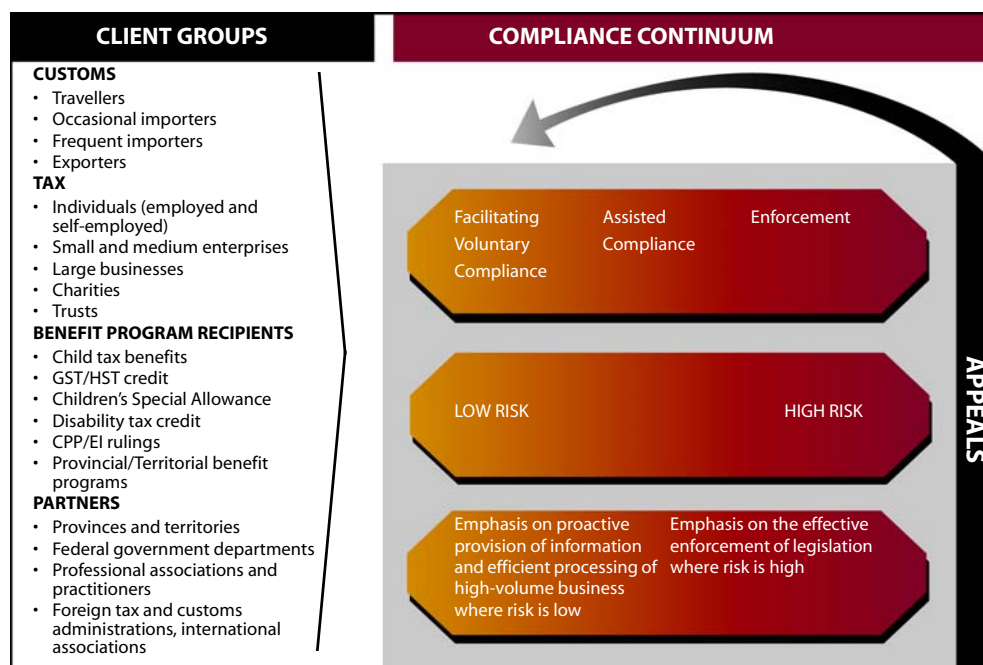 CLIENT GROUPS
CUSTOMS
• Travellers
• Occasional importers
• Frequent importers
• Exporters
TAX
• Individuals (employed and
self-employed)
• Small and medium enterprises
• Large businesses
• Charities
• Trusts
BENEFIT PROGRAM RECIPIENTS
• Child tax benefits
• GST/HST credit
• Children’s Special Allowance
• Disability tax credit
• CPP/EI rulings
• Provincial/Territorial benefit
programs
PARTNERS
• Provinces and territories
• Federal government departments
• Professional associations and
practitioners
• Foreign tax and customs
administrations, international
associations
COMPLIANCE CONTINUUM
Facilitating
Voluntary
Compliance
Assisted
Compliance
Enforcement
LOW RISK
HIGH RISK
Emphasis on proactive
provision of information
and efficient processing of
high-volume business
where risk is low
Emphasis on the effective
enforcement of legislation
where risk is high
APPEALS